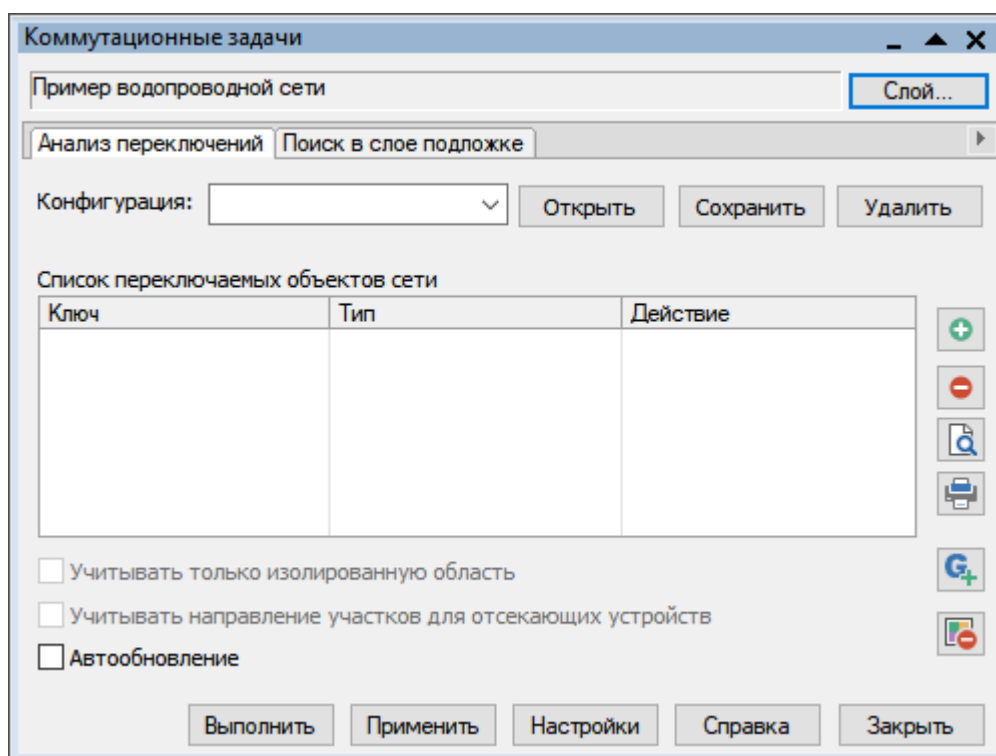 Коммутационные задачи
Пример водопроводной сети Слой...
Анализ переключений Поиск в слое подложке
Конфигурация: Открыть Сохранить Удалить
Список переключаемых объектов сети
Ключ Тип Действие
Учитывать только изолированную область
Учитывать направление участков для отсекающих устройств
Автообновление
Выполнить Применить Настройки Справка Закрыть